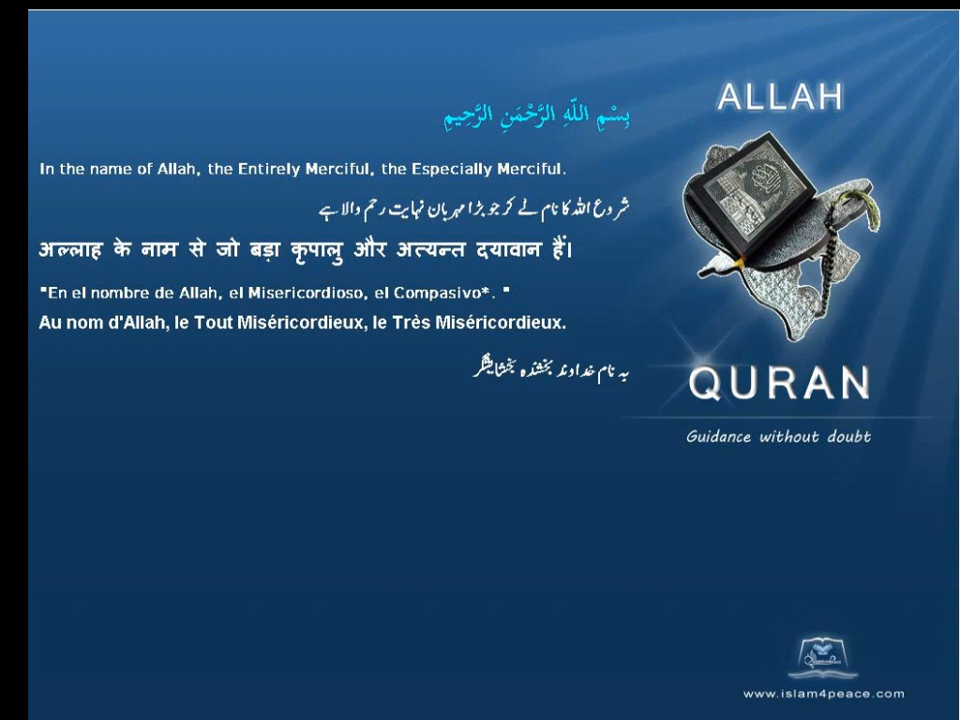 بِسْمِ اللّهِ الرَّحْمَنِ الرَّحِيمِ
In the name of Allah, the Entirely Merciful, the Especially Merciful.
شروع اللہ کا نام لے کر جو بڑا مہربان نہایت رحم والا ہے
अल्लाह के नाम से जो बड़ा कृपालु और अत्यन्त दयावान हैं।
"En el nombre de Allah, el Misericordioso, el Compasivo*. "
Au nom d'Allah, le Tout Miséricordieux, le Très Miséricordieux.
به نام خداوند بخشنده بخشایشگر
ALLAH
QURAN
Guidance without doubt
www.islam4peace.com